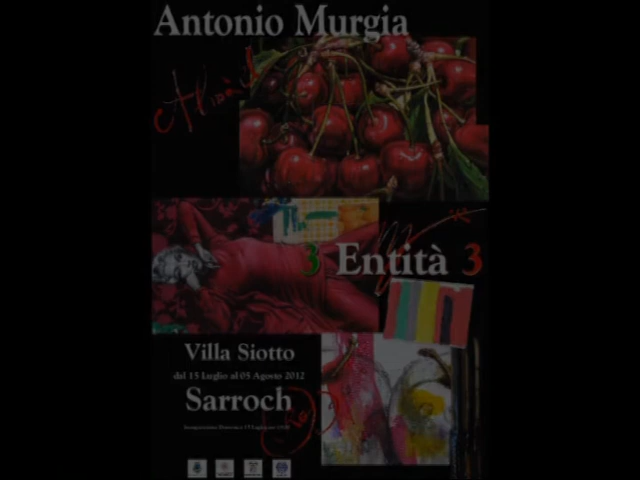 Antonio Murgia
3 Entità 3
Villa Siotto
dal 15 Luglio al 05 Agosto 2012
Sarroch